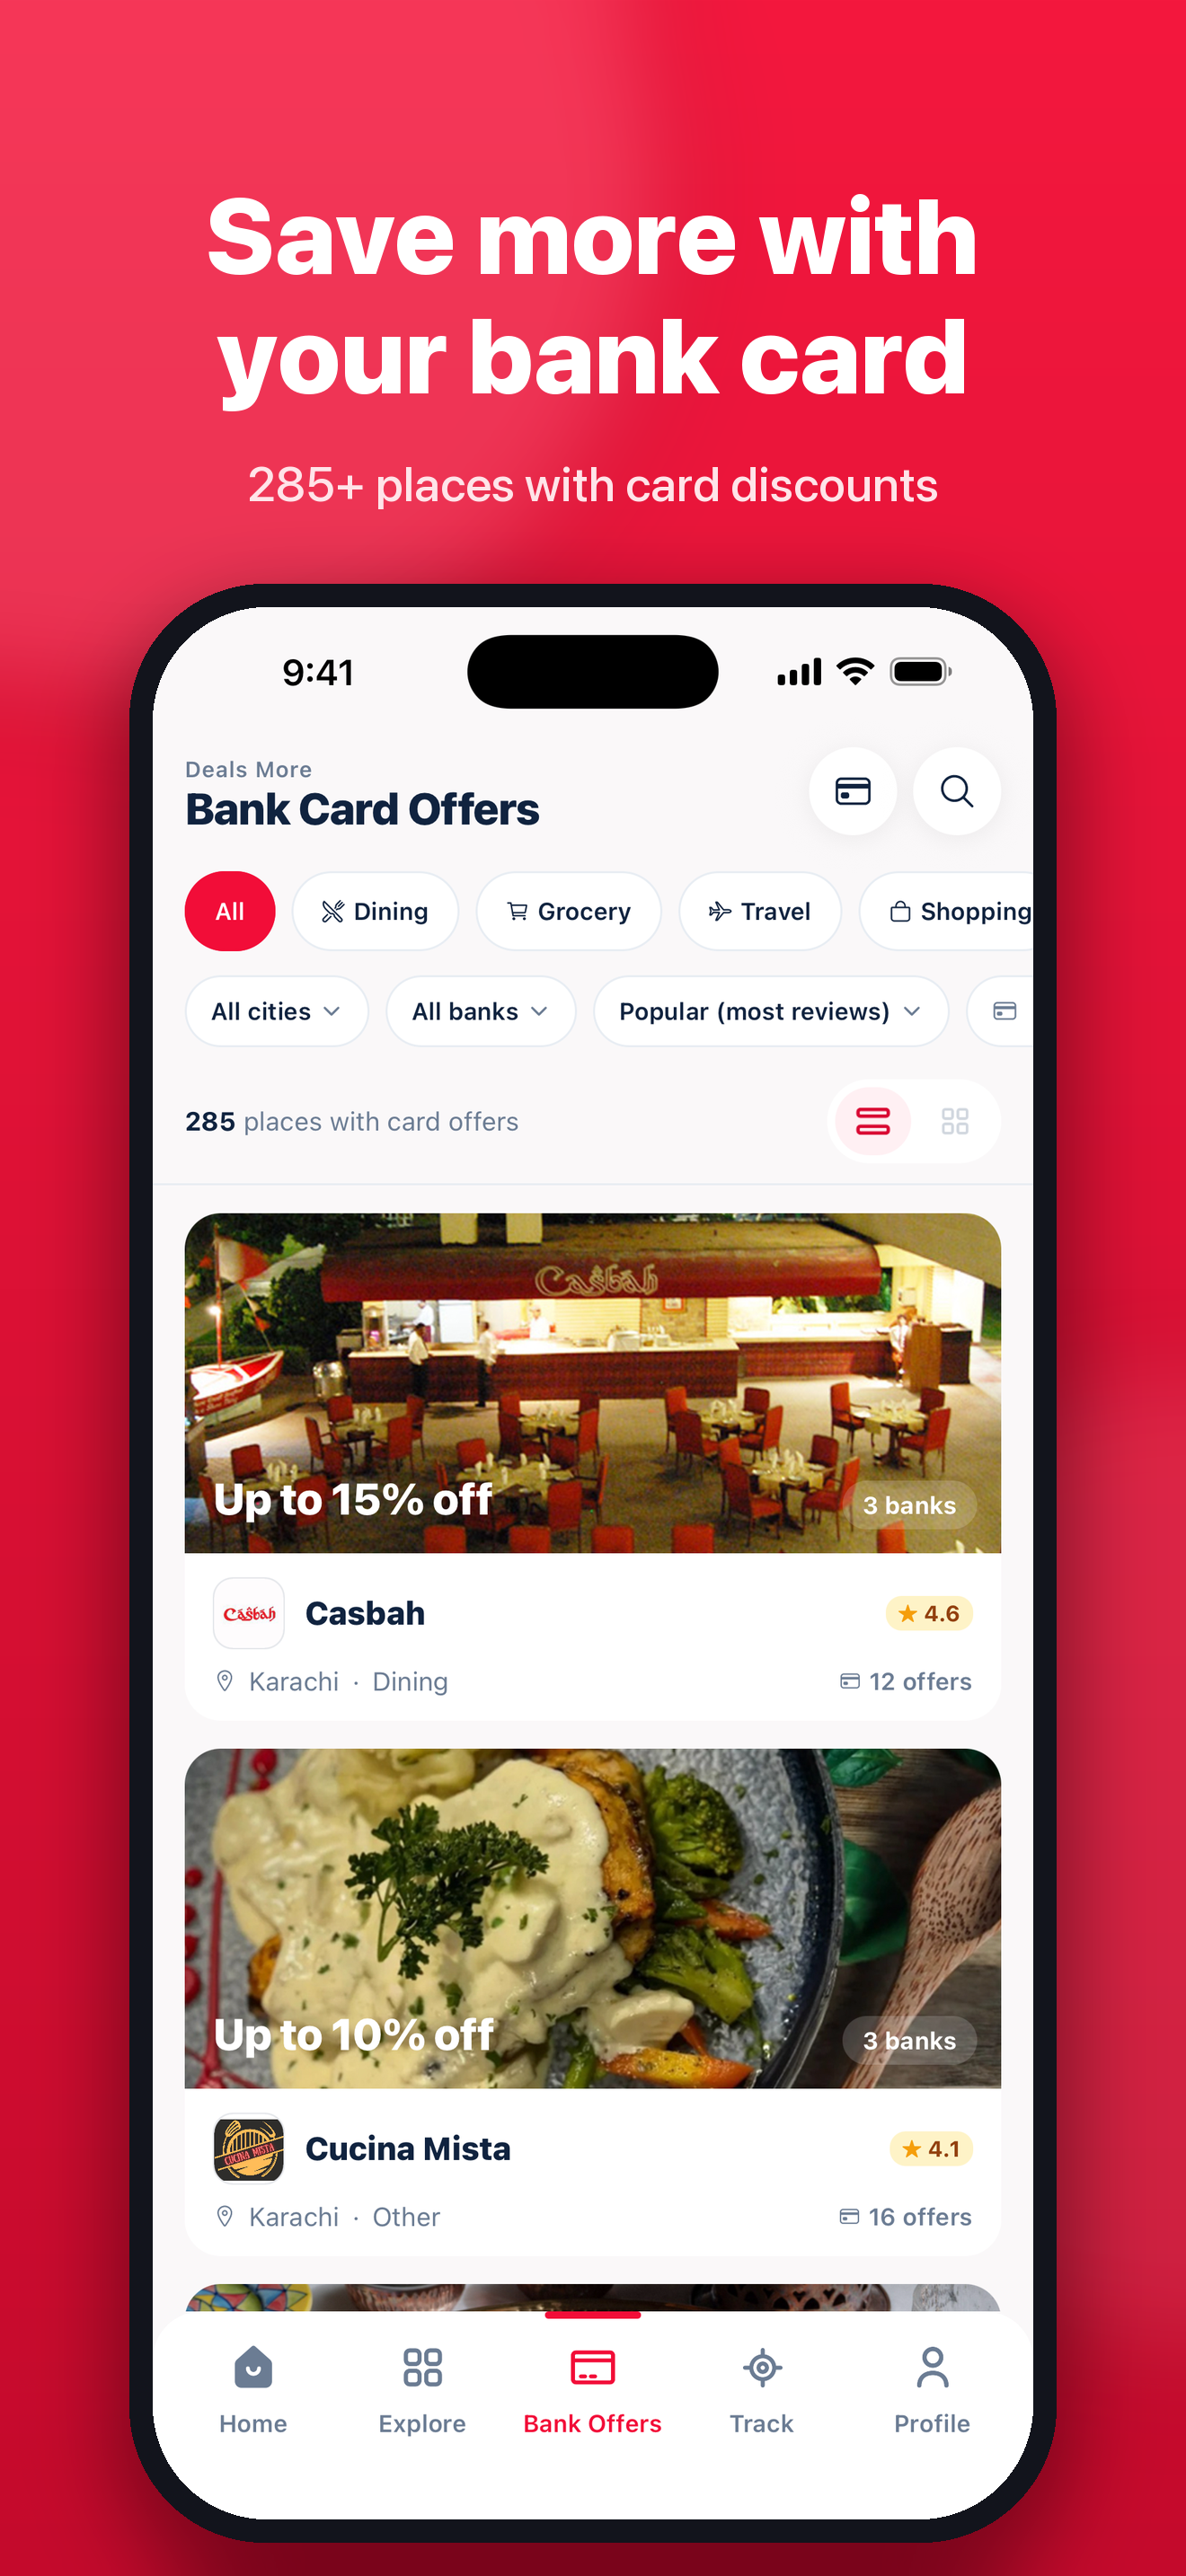 Save more with
your bank card
285+ places with card discounts
9:41
Deals More
Bank Card Offers
All
Dining
Grocery
Travel
Shopping
All cities
All banks
Popular (most reviews)
285 places with card offers
Casbah
Up to 15% off
3 banks
Casbah
Casbah
4.6
Karachi · Dining
12 offers
Up to 10% off
3 banks
CUCINA MISTA
Cucina Mista
4.1
Karachi · Other
16 offers
Home
Explore
Bank Offers
Track
Profile